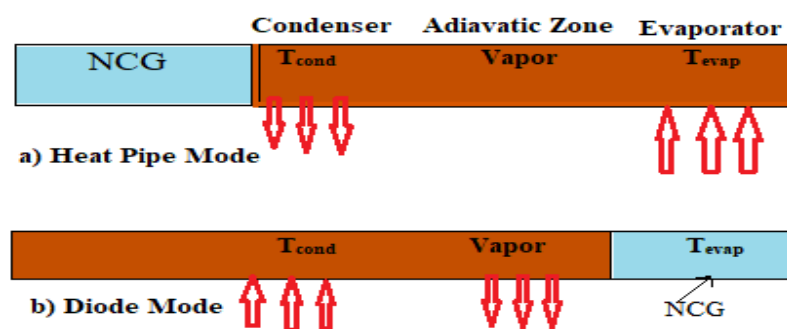 Condenser Adiavatic Zone Evaporator
NCG Tcond Vapor Tevap
a) Heat Pipe Mode
Tcond Vapor Tevap
b) Diode Mode NCG